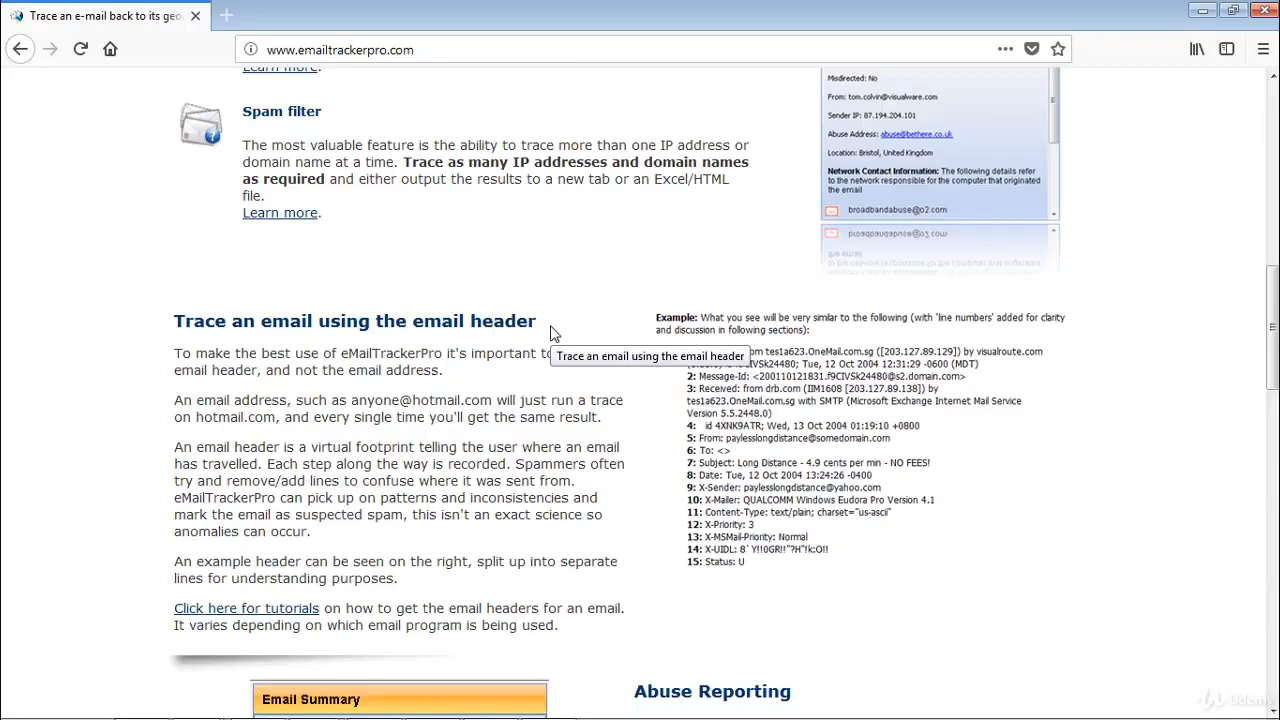 Trace an e-mail back to its geo
www.emailtrackerpro.com
Learn more.
Spam filter
The most valuable feature is the ability to trace more than one IP address or
domain name at a time. Trace as many IP addresses and domain names
as required and either output the results to a new tab or an Excel/HTML
file.
Learn more.
Misdirected: No
From: tom.colvin@visualware.com
Sender IP: 87.194.204.101
Abuse Address: abuse@bethere.co.uk
Location: Bristol, United Kingdom
Network Contact Information: The following details refer
to the network responsible for the computer that originated
the email
broadbandabuse@o2.com
Trace an email using the email header
To make the best use of eMailTrackerPro it's important to
email header, and not the email address.
An email address, such as anyone@hotmail.com will just run a trace
on hotmail.com, and every single time you'll get the same result.
An email header is a virtual footprint telling the user where an email
has travelled. Each step along the way is recorded. Spammers often
try and remove/add lines to confuse where it was sent from.
eMailTrackerPro can pick up on patterns and inconsistencies and
mark the email as suspected spam, this isn't an exact science so
anomalies can occur.
An example header can be seen on the right, split up into separate
lines for understanding purposes.
Click here for tutorials on how to get the email headers for an email.
It varies depending on which email program is being used.
Trace an email using the email header
Example: What you see will be very similar to the following (with 'line numbers' added for clarity
and discussion in following sections):
tes1a623.OneMail.com.sg ([203.127.89.129]) by visualroute.com
Tue, 12 Oct 2004 12:31:29 -0600 (MDT)
2: Message-Id: <200110121831.f9CIVSk24480@s2.domain.com>
3: Received: from drb.com (IIM1608 [203.127.89.138]) by
tes1a623.OneMail.com.sg with SMTP (Microsoft Exchange Internet Mail Service
Version 5.5.2448.0)
4: id 4XNK9ATR; Wed, 13 Oct 2004 01:19:10 +0800
5: From: paylesslongdistance@somedomain.com
6: To: <>
7: Subject: Long Distance - 4.9 cents per min - NO FEES!
8: Date: Tue, 12 Oct 2004 13:24:26 -0400
9: X-Sender: paylesslongdistance@yahoo.com
10: X-Mailer: QUALCOMM Windows Eudora Pro Version 4.1
11: Content-Type: text/plain; charset="us-ascii"
12: X-Priority: 3
13: X-MSMail-Priority: Normal
14: X-UIDL: 8`Y!!0GR!!"?H"!k:O!!
15: Status: U
Email Summary
Abuse Reporting
Udemy